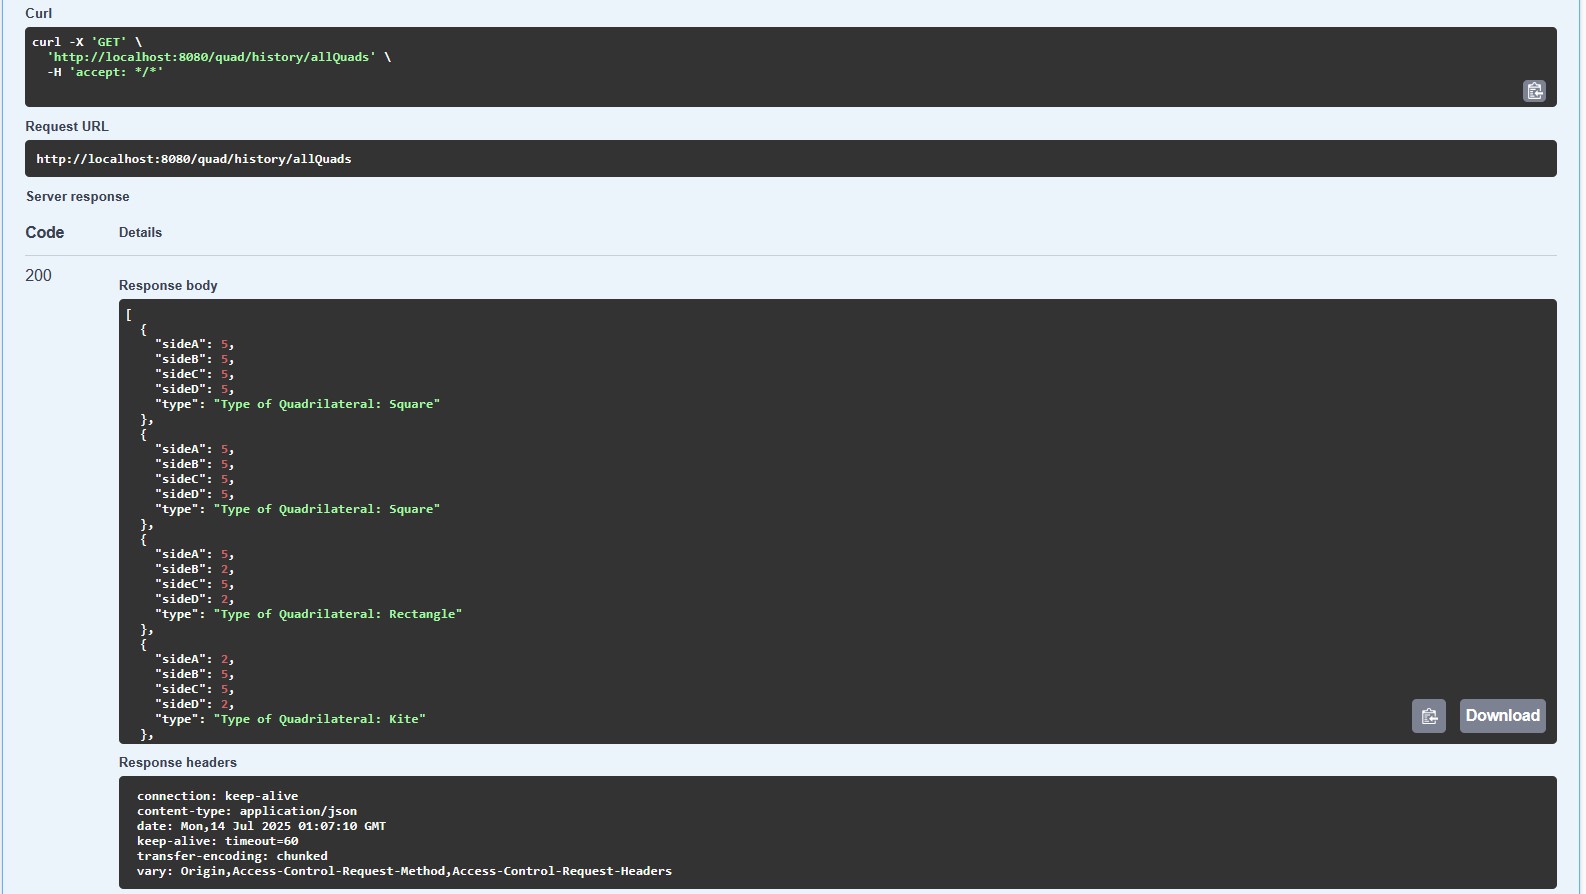 Curl
curl -X 'GET' \
  'http://localhost:8080/quad/history/allQuads' \
  -H 'accept: */*'
Request URL
http://localhost:8080/quad/history/allQuads
Server response
Code Details
200
Response body
[
  {
    "sideA": 5,
    "sideB": 5,
    "sideC": 5,
    "sideD": 5,
    "type": "Type of Quadrilateral: Square"
  },
  {
    "sideA": 5,
    "sideB": 5,
    "sideC": 5,
    "sideD": 5,
    "type": "Type of Quadrilateral: Square"
  },
  {
    "sideA": 5,
    "sideB": 2,
    "sideC": 5,
    "sideD": 2,
    "type": "Type of Quadrilateral: Rectangle"
  },
  {
    "sideA": 2,
    "sideB": 5,
    "sideC": 5,
    "sideD": 2,
    "type": "Type of Quadrilateral: Kite"
  },
Download
Response headers
connection: keep-alive
content-type: application/json
date: Mon,14 Jul 2025 01:07:10 GMT
keep-alive: timeout=60
transfer-encoding: chunked
vary: Origin,Access-Control-Request-Method,Access-Control-Request-Headers